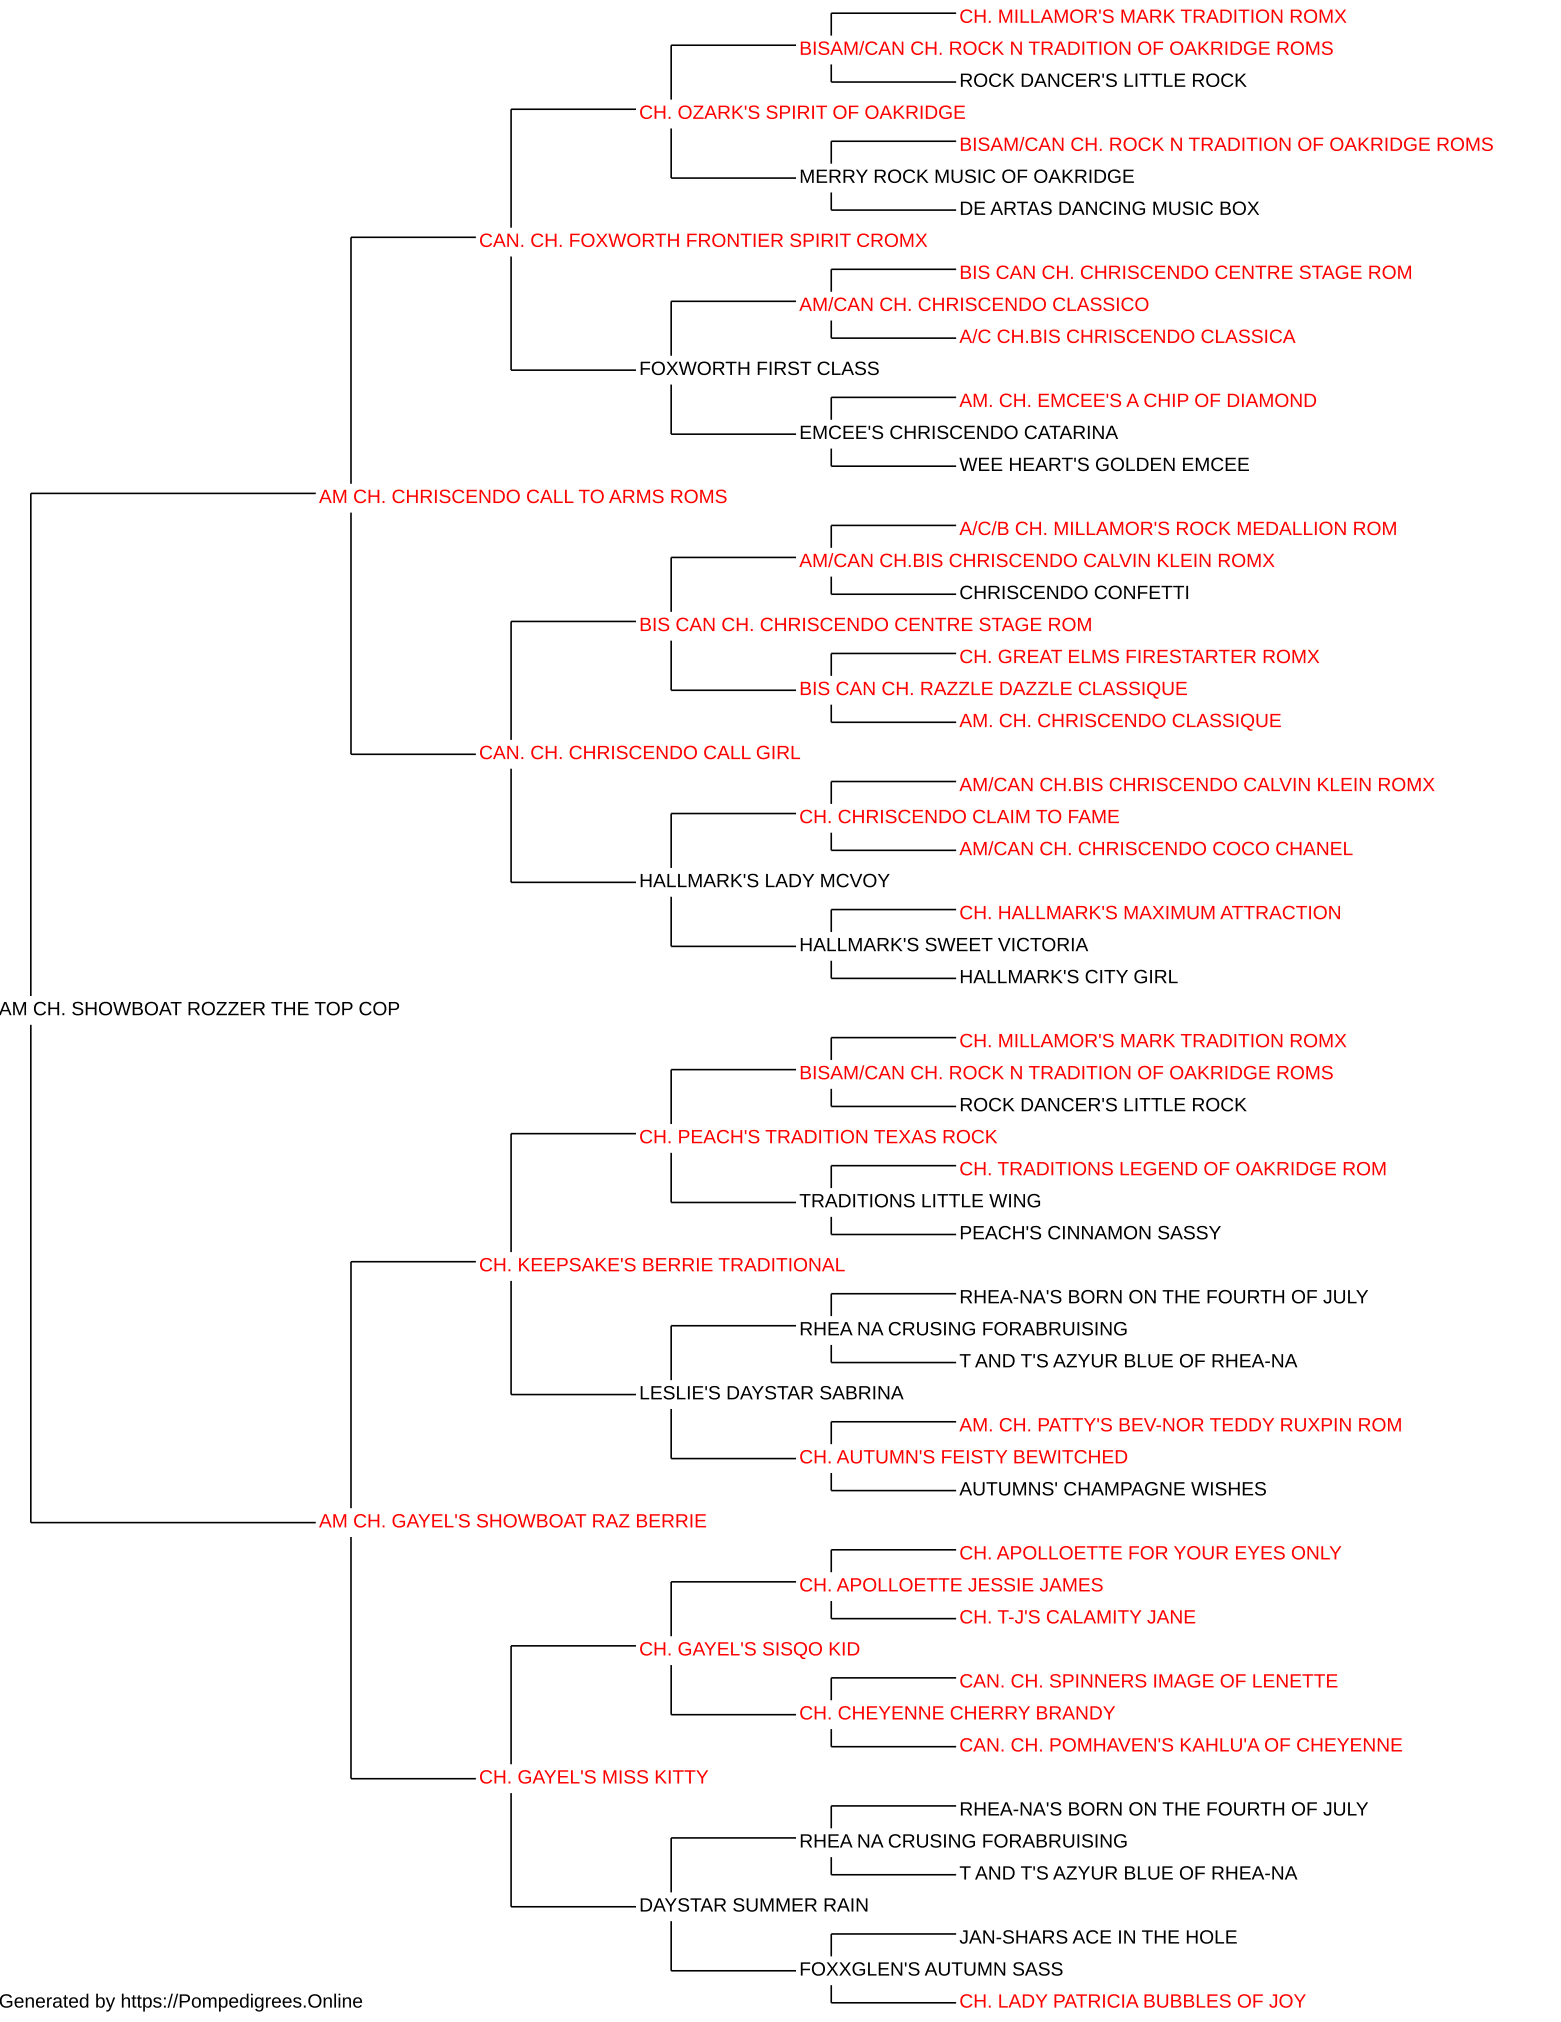 CH. MILLAMOR'S MARK TRADITION ROMX
BISAM/CAN CH. ROCK N TRADITION OF OAKRIDGE ROMS
ROCK DANCER'S LITTLE ROCK
CH. OZARK'S SPIRIT OF OAKRIDGE
BISAM/CAN CH. ROCK N TRADITION OF OAKRIDGE ROMS
MERRY ROCK MUSIC OF OAKRIDGE
DE ARTAS DANCING MUSIC BOX
CAN. CH. FOXWORTH FRONTIER SPIRIT CROMX
BIS CAN CH. CHRISCENDO CENTRE STAGE ROM
AM/CAN CH. CHRISCENDO CLASSICO
A/C CH.BIS CHRISCENDO CLASSICA
FOXWORTH FIRST CLASS
AM. CH. EMCEE'S A CHIP OF DIAMOND
EMCEE'S CHRISCENDO CATARINA
WEE HEART'S GOLDEN EMCEE
AM CH. CHRISCENDO CALL TO ARMS ROMS
A/C/B CH. MILLAMOR'S ROCK MEDALLION ROM
AM/CAN CH.BIS CHRISCENDO CALVIN KLEIN ROMX
CHRISCENDO CONFETTI
BIS CAN CH. CHRISCENDO CENTRE STAGE ROM
CH. GREAT ELMS FIRESTARTER ROMX
BIS CAN CH. RAZZLE DAZZLE CLASSIQUE
AM. CH. CHRISCENDO CLASSIQUE
CAN. CH. CHRISCENDO CALL GIRL
AM/CAN CH.BIS CHRISCENDO CALVIN KLEIN ROMX
CH. CHRISCENDO CLAIM TO FAME
AM/CAN CH. CHRISCENDO COCO CHANEL
HALLMARK'S LADY MCVOY
CH. HALLMARK'S MAXIMUM ATTRACTION
HALLMARK'S SWEET VICTORIA
HALLMARK'S CITY GIRL
AM CH. SHOWBOAT ROZZER THE TOP COP
CH. MILLAMOR'S MARK TRADITION ROMX
BISAM/CAN CH. ROCK N TRADITION OF OAKRIDGE ROMS
ROCK DANCER'S LITTLE ROCK
CH. PEACH'S TRADITION TEXAS ROCK
CH. TRADITIONS LEGEND OF OAKRIDGE ROM
TRADITIONS LITTLE WING
PEACH'S CINNAMON SASSY
CH. KEEPSAKE'S BERRIE TRADITIONAL
RHEA-NA'S BORN ON THE FOURTH OF JULY
RHEA NA CRUSING FORABRUISING
T AND T'S AZYUR BLUE OF RHEA-NA
LESLIE'S DAYSTAR SABRINA
AM. CH. PATTY'S BEV-NOR TEDDY RUXPIN ROM
CH. AUTUMN'S FEISTY BEWITCHED
AUTUMNS' CHAMPAGNE WISHES
AM CH. GAYEL'S SHOWBOAT RAZ BERRIE
CH. APOLLOETTE FOR YOUR EYES ONLY
CH. APOLLOETTE JESSIE JAMES
CH. T-J'S CALAMITY JANE
CH. GAYEL'S SISQO KID
CAN. CH. SPINNERS IMAGE OF LENETTE
CH. CHEYENNE CHERRY BRANDY
CAN. CH. POMHAVEN'S KAHLU'A OF CHEYENNE
CH. GAYEL'S MISS KITTY
RHEA-NA'S BORN ON THE FOURTH OF JULY
RHEA NA CRUSING FORABRUISING
T AND T'S AZYUR BLUE OF RHEA-NA
DAYSTAR SUMMER RAIN
JAN-SHARS ACE IN THE HOLE
FOXXGLEN'S AUTUMN SASS
CH. LADY PATRICIA BUBBLES OF JOY
Generated by https://Pompedigrees.Online